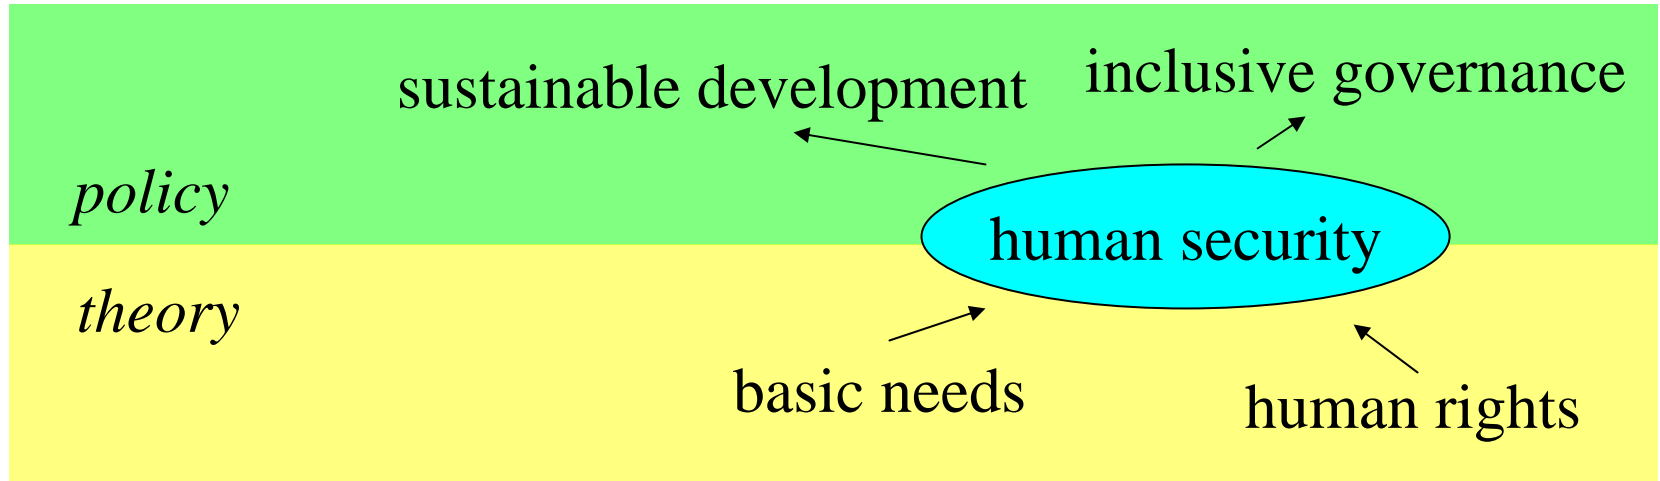 sustainable development
inclusive governance
policy
human security
theory
basic needs
human rights